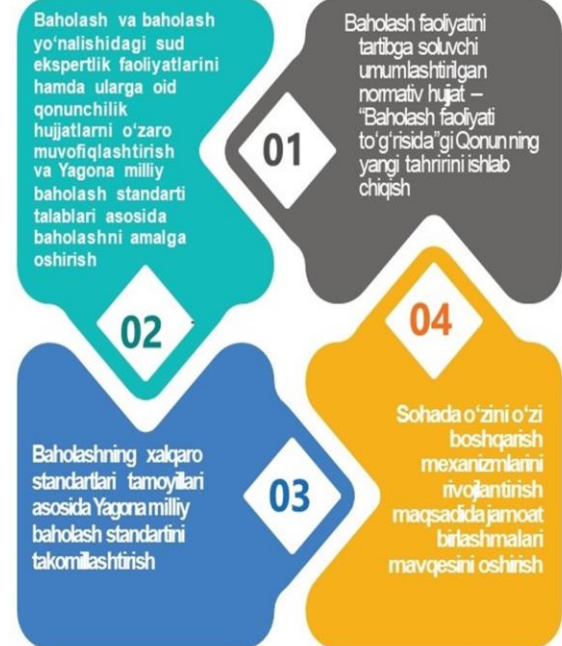 Baholash va baholash
yo‘nalishidagi sud
ekspertlik faoliyatlarini
hamda ularga oid
qonunchilik
hujjatlarni o‘zaro
muvofiqlashtirish
va Yagona milliy
baholash standarti
talablari asosida
baholashni amalga
oshirish
02
Baholash faoliyatini
tartibga soluvchi
umumlashtirilgan
normativ hujjat –
“Baholash faoliyati
to‘g‘risida”gi Qonun ning
yangi tahririni ishlab
chiqish
01
Baholashning xalqaro
standartlari tamoyillari
asosida Yagona milliy
baholash standartini
takomillashtirish
03
04
Sohada o‘zini o‘zi
boshqarish
mexanizmlarini
rivojlantirish
maqsadida jamoat
birlashmalari
mavqesini oshirish